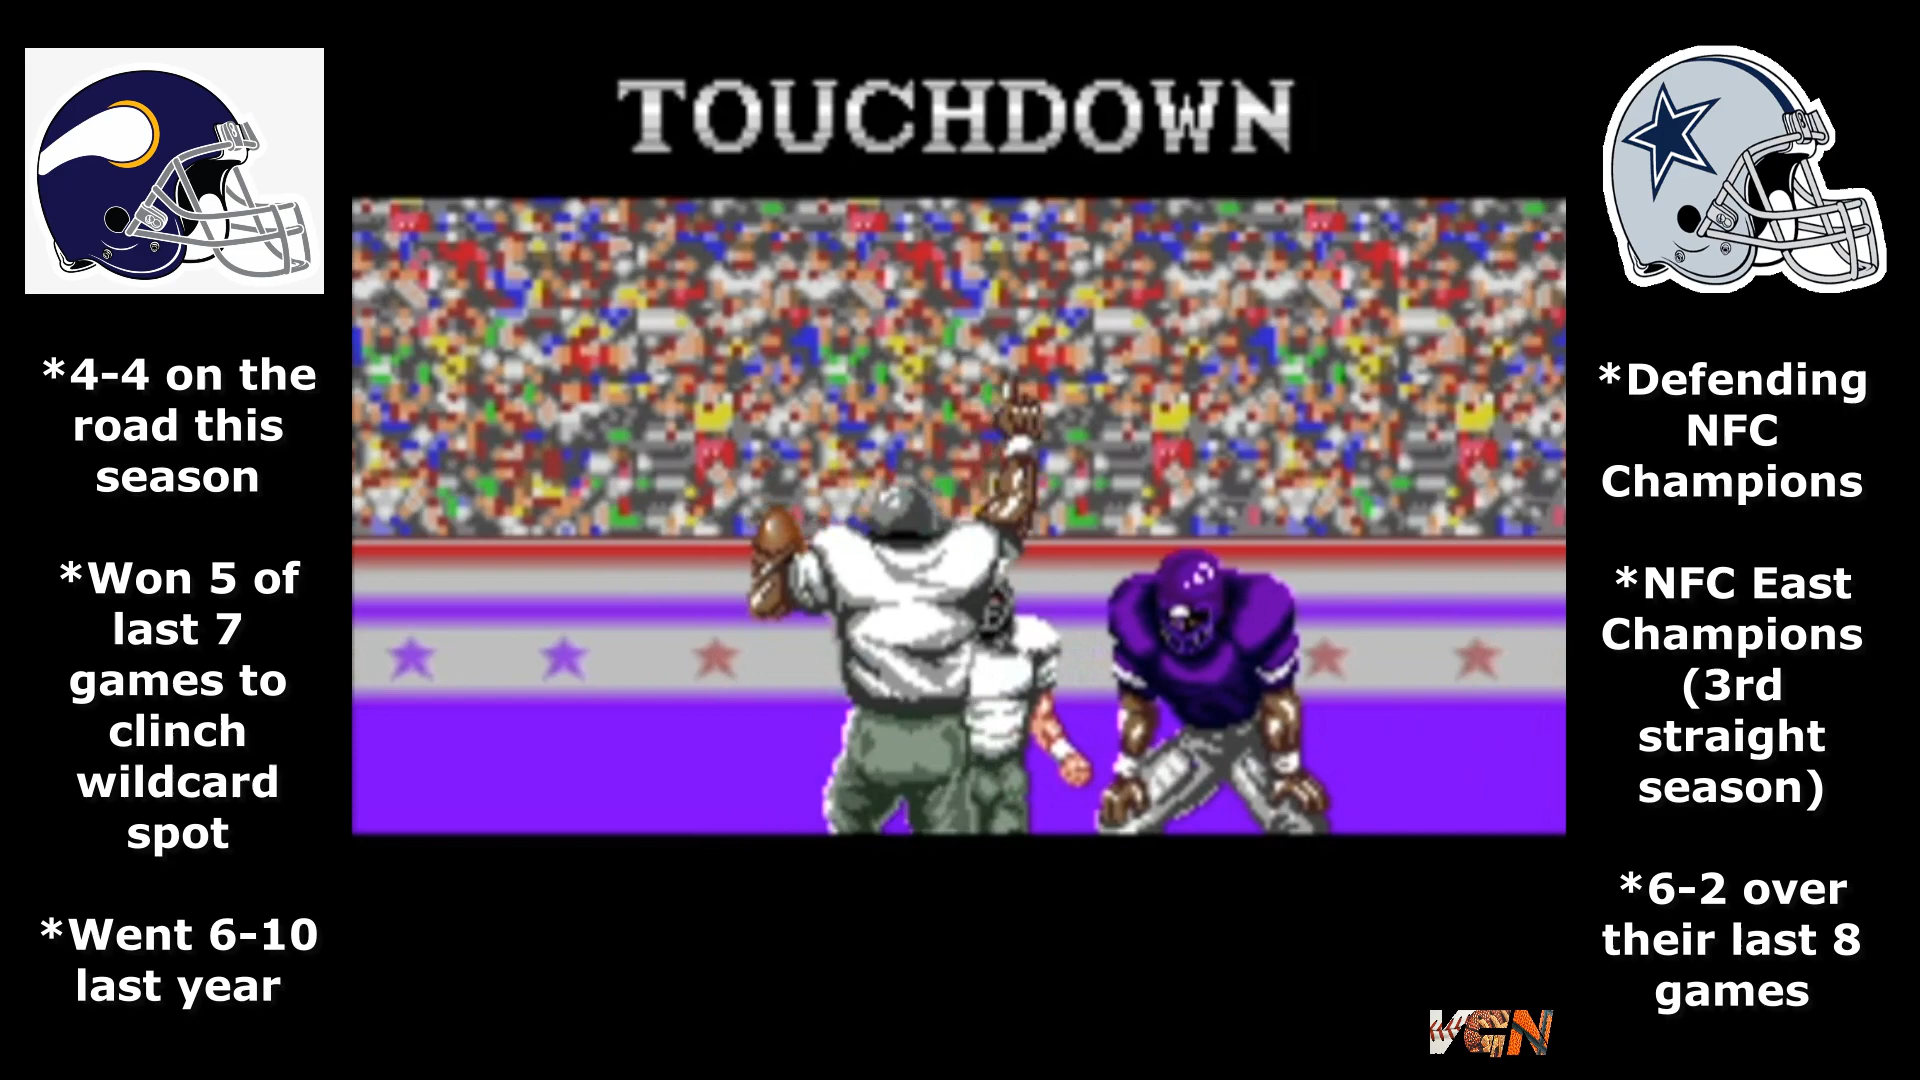 TOUCHDOWN
*4-4 on the
road this
season
*Won 5 of
last 7
games to
clinch
wildcard
spot
*Went 6-10
last year
*Defending
NFC
Champions
*NFC East
Champions
(3rd
straight
season)
*6-2 over
their last 8
games
VGN